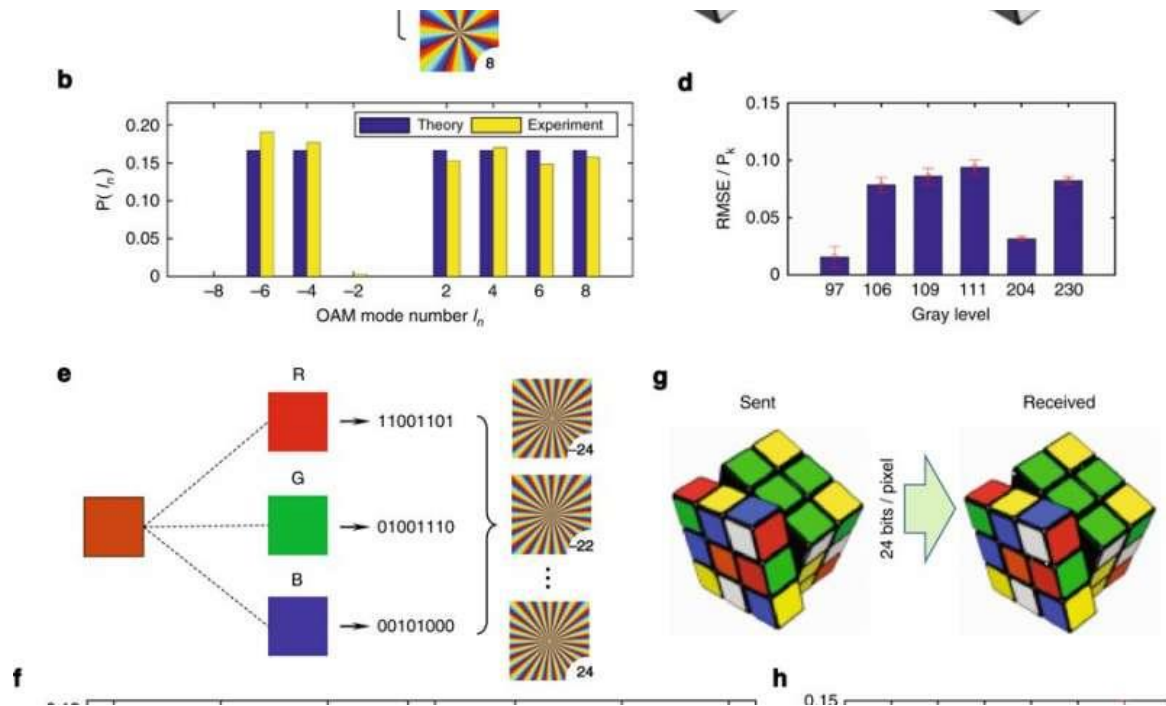 8
b
P(l_n)
0.20
0.15
0.10
0.05
0
Theory
Experiment
–8 –6 –4 –2 2 4 6 8
OAM mode number l_n
d
RMSE / P_k
0.15
0.10
0.05
0
97 106 109 111 204 230
Gray level
e
R
11001101
G
01001110
B
00101000
–24
–22
24
g
Sent
24 bits / pixel
Received
f
h
0.15